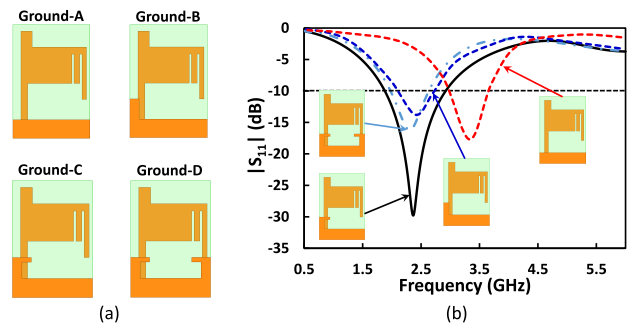 Ground-A
Ground-B
Ground-C
Ground-D
(a)
|S11| (dB)
0
-5
-10
-15
-20
-25
-30
-35
0.5
1.5
2.5
3.5
4.5
5.5
Frequency (GHz)
(b)